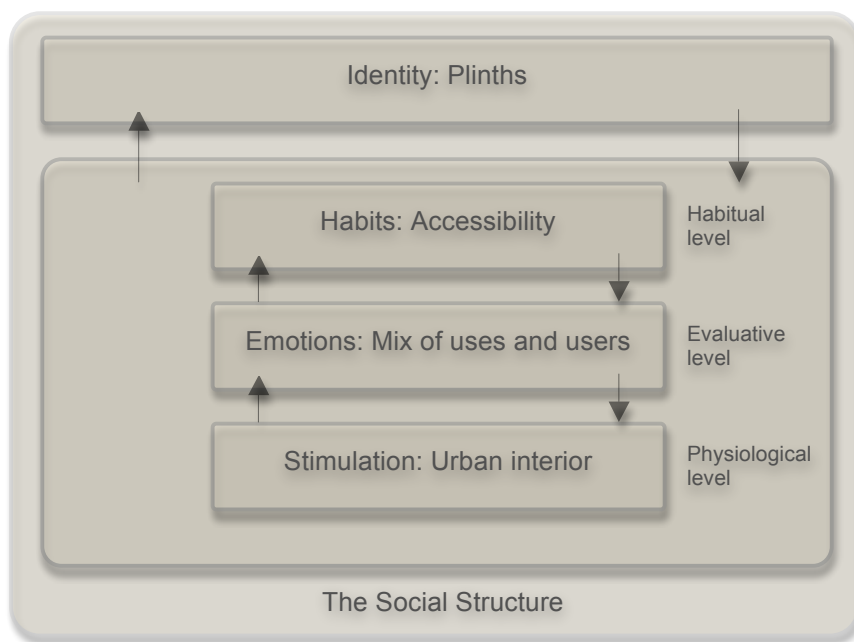 Identity: Plinths
Habits: Accessibility
Habitual
level
Emotions: Mix of uses and users
Evaluative
level
Stimulation: Urban interior
Physiological
level
The Social Structure